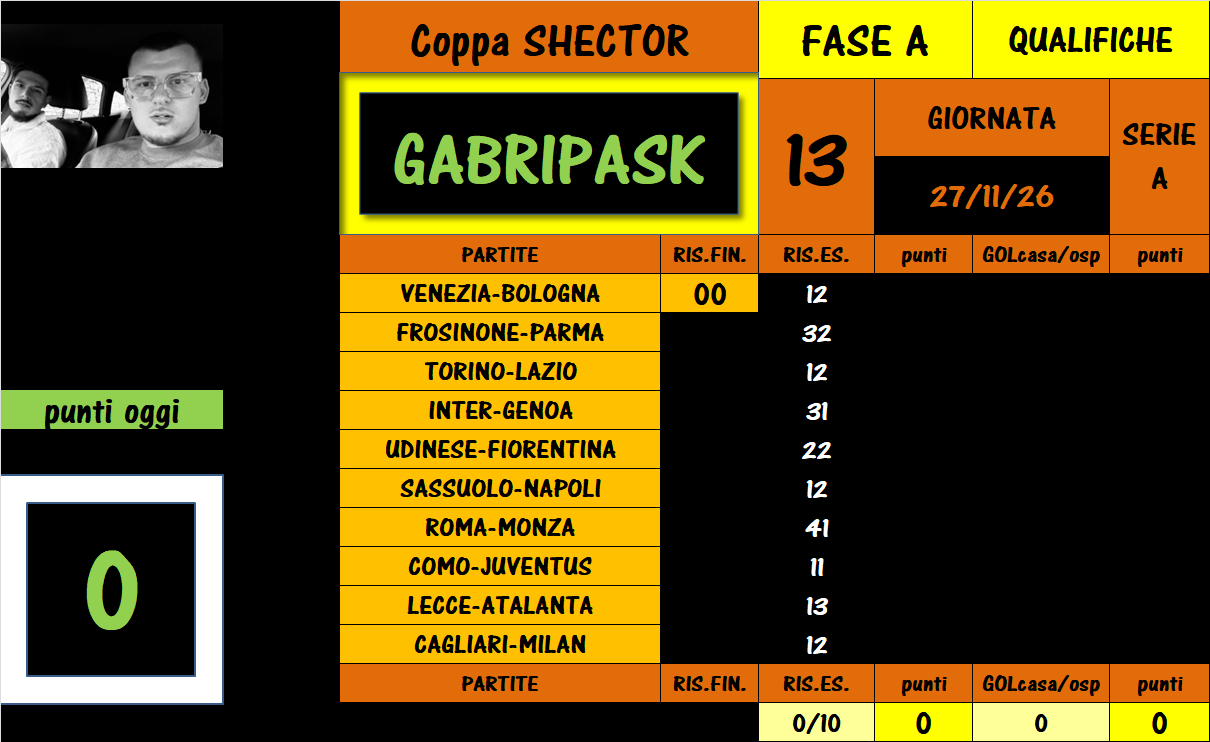 Coppa SHECTOR FASE A QUALIFICHE
GABRIPASK 13 GIORNATA SERIE
A
27/11/26
PARTITE RIS.FIN. RIS.ES. punti GOLcasa/osp punti
VENEZIA-BOLOGNA 00 12
FROSINONE-PARMA 32
TORINO-LAZIO 12
INTER-GENOA 31
punti oggi
UDINESE-FIORENTINA 22
SASSUOLO-NAPOLI 12
ROMA-MONZA 41
COMO-JUVENTUS 11
0
LECCE-ATALANTA 13
CAGLIARI-MILAN 12
PARTITE RIS.FIN. RIS.ES. punti GOLcasa/osp punti
0/10 0 0 0